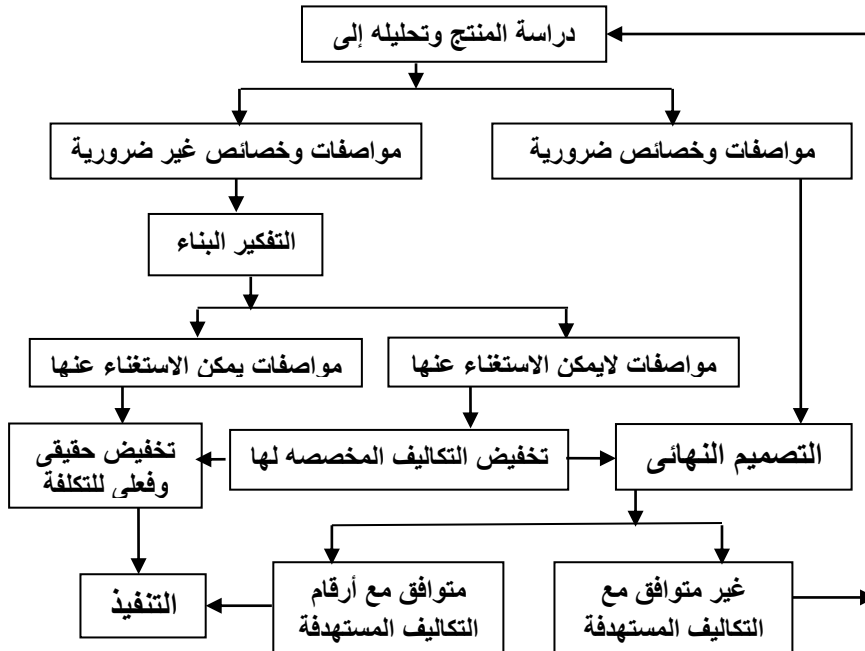 دراسة المنتج وتحليله إلى
مواصفات وخصائص ضرورية
مواصفات وخصائص غير ضرورية
التفكير البناء
مواصفات لايمكن الاستغناء عنها
مواصفات يمكن الاستغناء عنها
التصميم النهائى
تخفيض التكاليف المخصصه لها
تخفيض حقيقى
وفعلى للتكلفة
غير متوافق مع
التكاليف المستهدفة
متوافق مع أرقام
التكاليف المستهدفة
التنفيذ